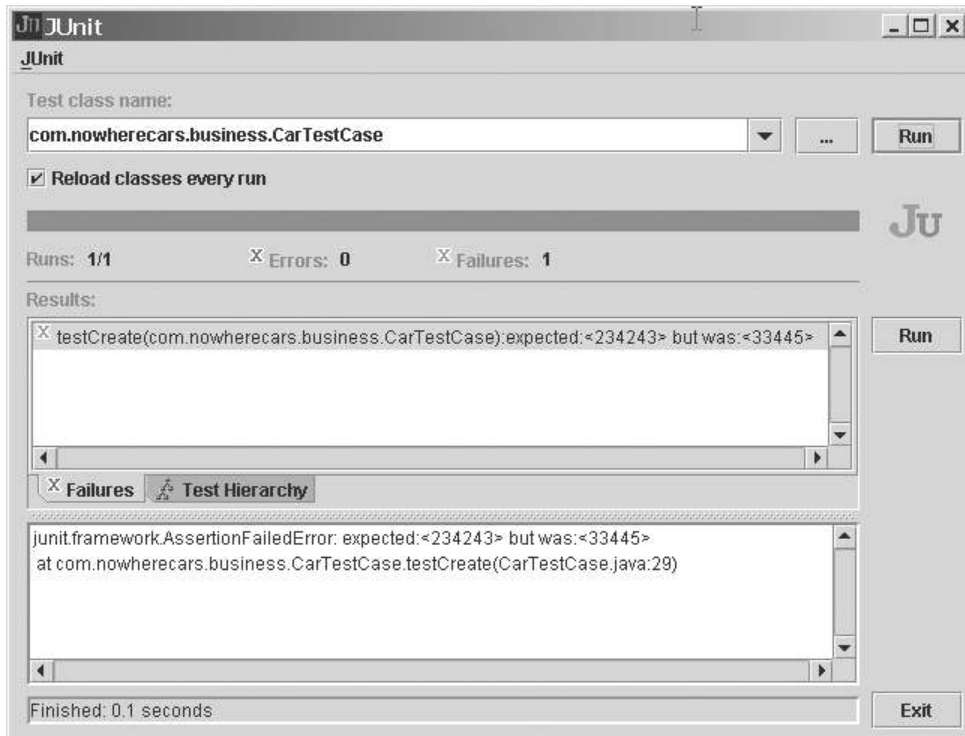 JU JUnit
JUnit
Test class name:
com.nowherecars.business.CarTestCase
...
Run
Reload classes every run
JU
Runs: 1/1 X Errors: 0 X Failures: 1
Results:
X testCreate(com.nowherecars.business.CarTestCase):expected:<234243> but was:<33445>
Run
X Failures Test Hierarchy
junit.framework.AssertionFailedError: expected:<234243> but was:<33445>
at com.nowherecars.business.CarTestCase.testCreate(CarTestCase.java:29)
Finished: 0.1 seconds
Exit